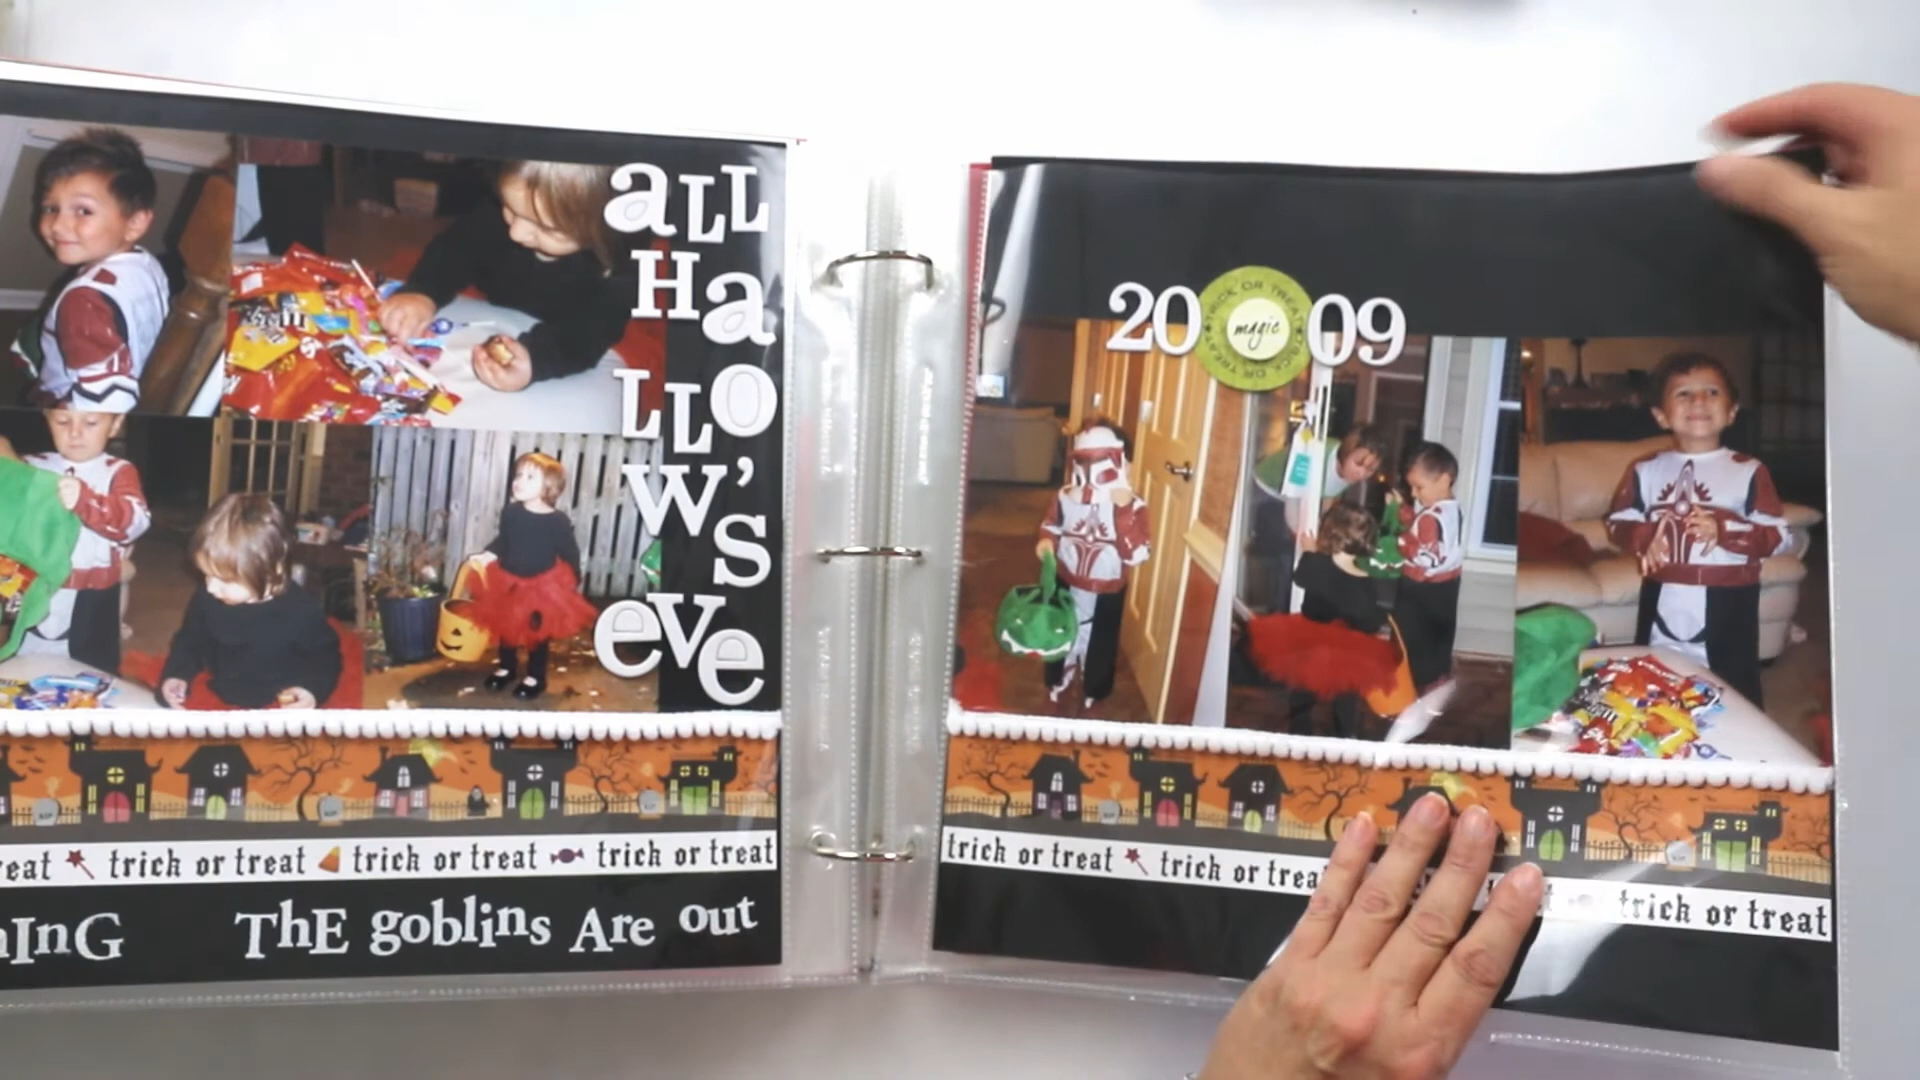 aLL
Ha
LLO
W'S
eVe
eat trick or treat trick or treat trick or treat
InG ThE goblins Are out
20 09
TRICK OR TREAT TRICK OR TREAT
magic
trick or treat trick or trea trick or treat